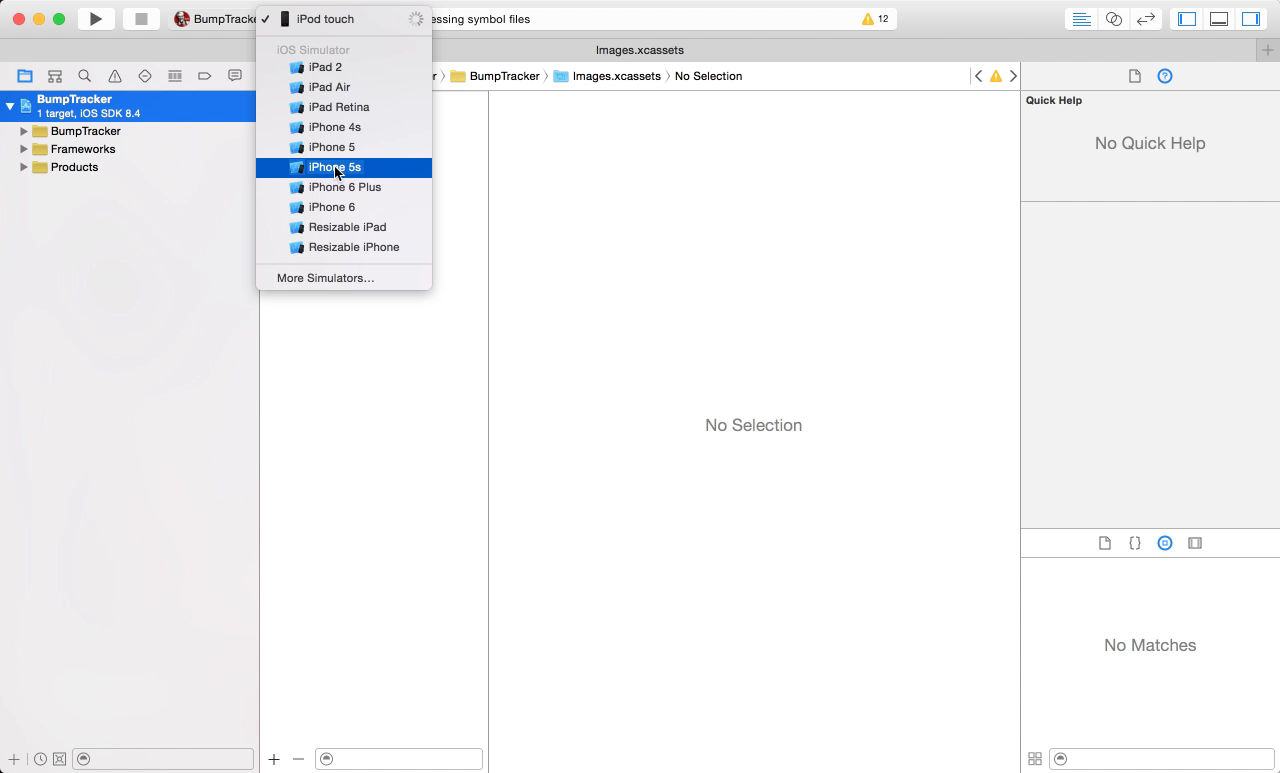 BumpTracke
iPod touch
essing symbol files
12
Images.xcassets
iOS Simulator
iPad 2
iPad Air
iPad Retina
iPhone 4s
iPhone 5
iPhone 5s
iPhone 6 Plus
iPhone 6
Resizable iPad
Resizable iPhone
More Simulators...
r
BumpTracker
Images.xcassets
No Selection
BumpTracker
1 target, iOS SDK 8.4
BumpTracker
Frameworks
Products
No Selection
Quick Help
No Quick Help
No Matches